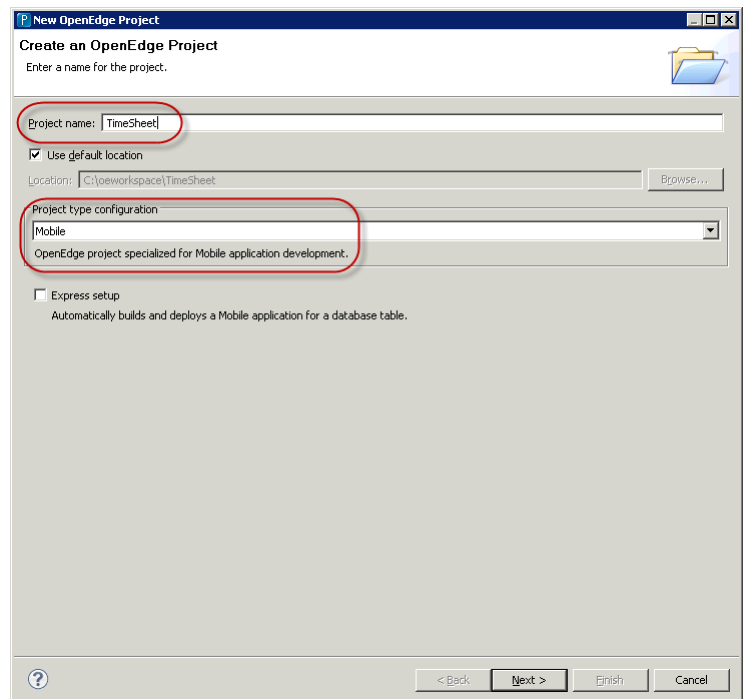 New OpenEdge Project
Create an OpenEdge Project
Enter a name for the project.
Project name: TimeSheet
Use default location
Location: C:\oeworkspace\TimeSheet Browse...
Project type configuration
Mobile
OpenEdge project specialized for Mobile application development.
Express setup
Automatically builds and deploys a Mobile application for a database table.
? < Back Next > Finish Cancel